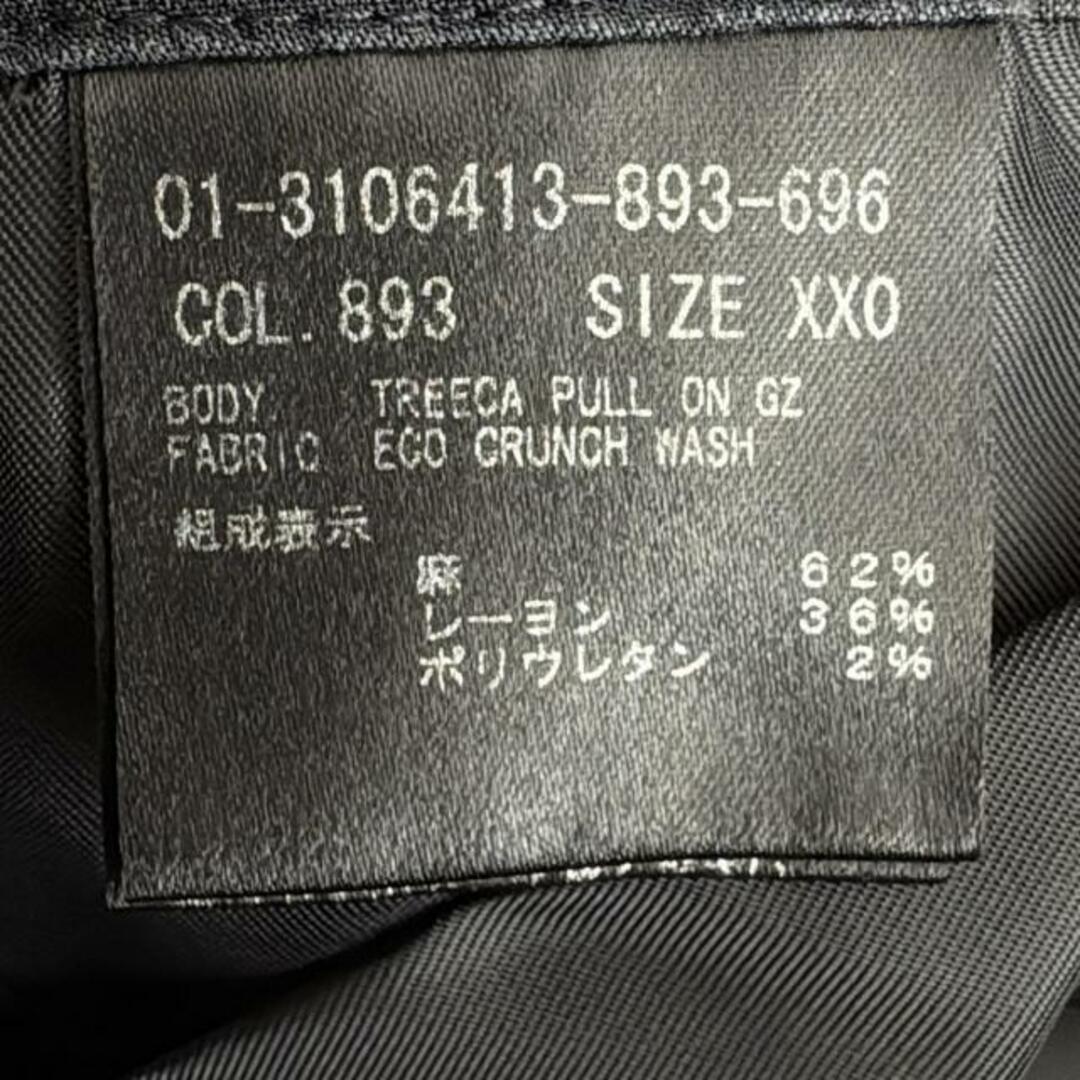 01-3106413-893-696
COL. 893 SIZE XX0
BODY. TREECA PULL ON GZ
FABRIC ECO CRUNCH WASH
組成表示
麻 62%
レーヨン 36%
ポリウレタン 2%